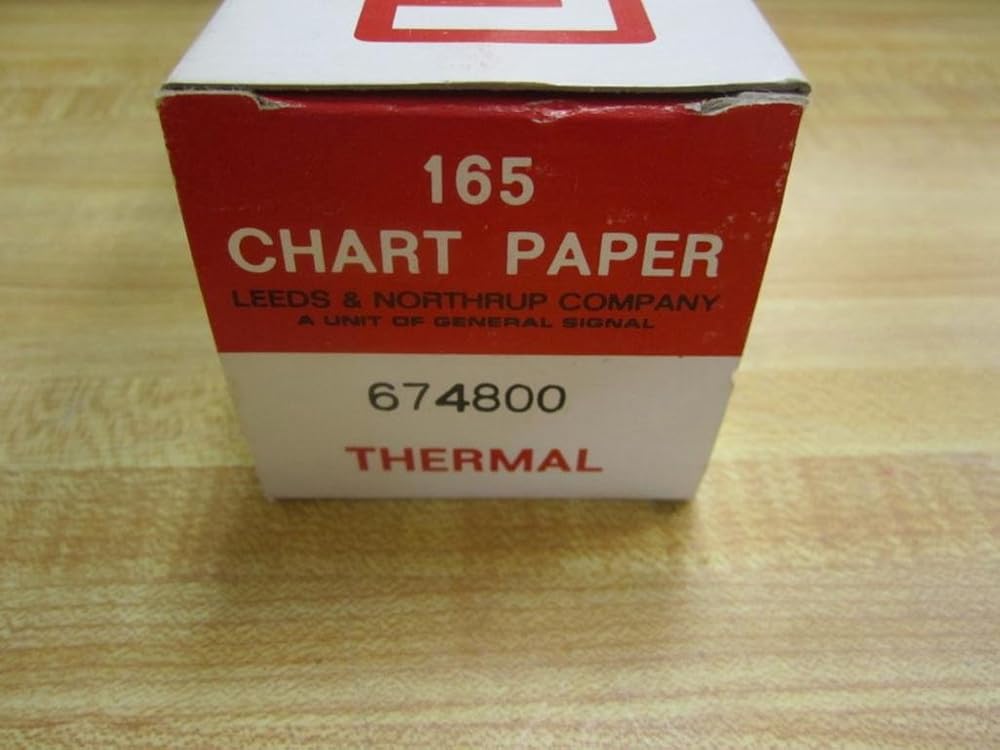 165
CHART PAPER
LEEDS & NORTHRUP COMPANY
A UNIT OF GENERAL SIGNAL
674800
THERMAL